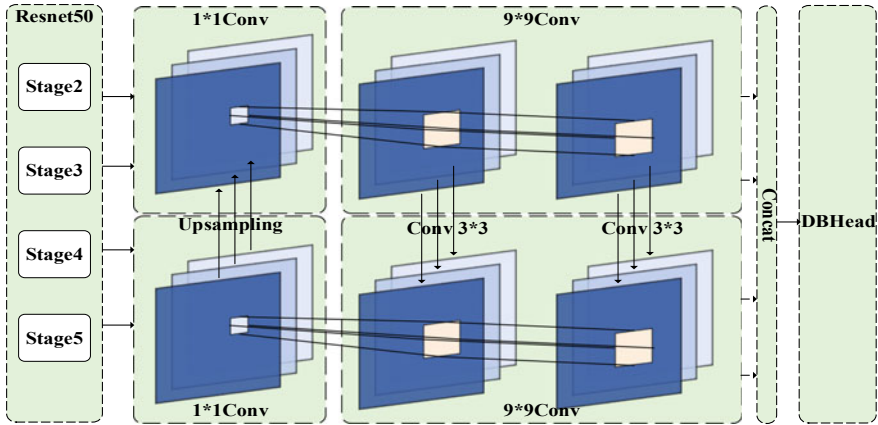 Resnet50
Stage2
Stage3
Stage4
Stage5
1*1Conv
9*9Conv
Upsampling
Conv 3*3
Conv 3*3
1*1Conv
9*9Conv
Concat
DBHead